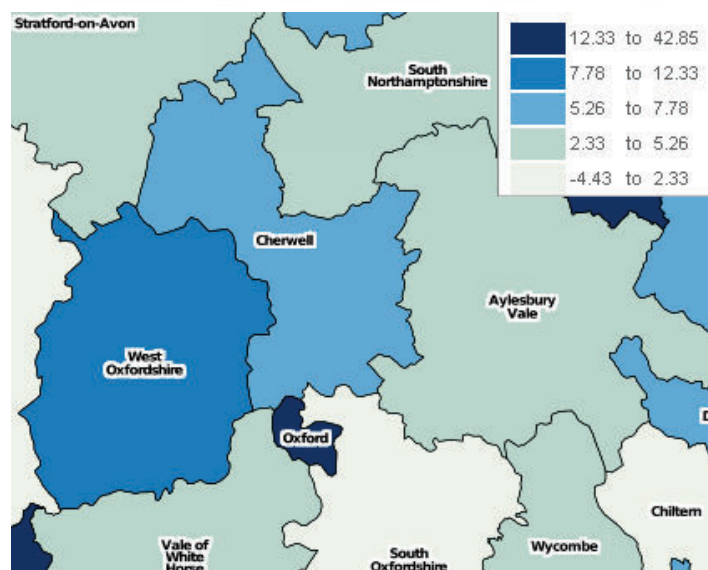 Stratford-on-Avon
12.33 to 42.85
7.78 to 12.33
5.26 to 7.78
2.33 to 5.26
-4.43 to 2.33
South
Northamptonshire
Cherwell
Aylesbury
Vale
West
Oxfordshire
D
Oxford
Chiltern
Vale of
White
Horse
South
Oxfordshire
Wycombe